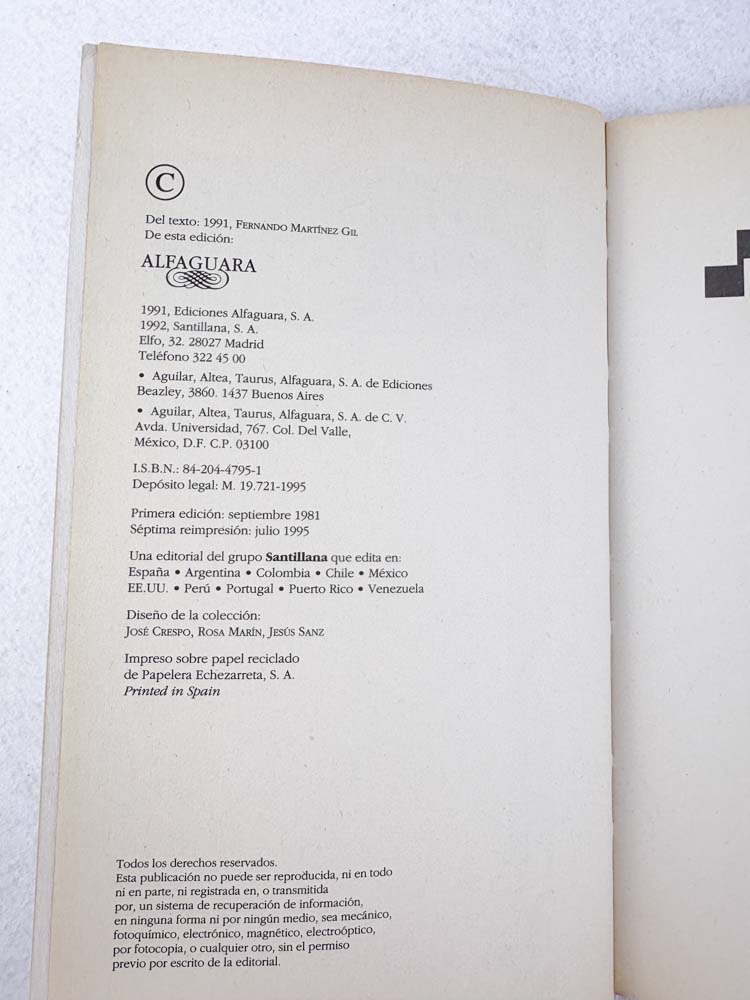 ©
Del texto: 1991, FERNANDO MARTÍNEZ GIL
De esta edición:
ALFAGUARA
1991, Ediciones Alfaguara, S. A.
1992, Santillana, S. A.
Elfo, 32. 28027 Madrid
Teléfono 322 45 00
• Aguilar, Altea, Taurus, Alfaguara, S. A. de Ediciones
Beazley, 3860. 1437 Buenos Aires
• Aguilar, Altea, Taurus, Alfaguara, S. A. de C. V.
Avda. Universidad, 767. Col. Del Valle,
México, D.F. C.P. 03100
I.S.B.N.: 84-204-4795-1
Depósito legal: M. 19.721-1995
Primera edición: septiembre 1981
Séptima reimpresión: julio 1995
Una editorial del grupo Santillana que edita en:
España • Argentina • Colombia • Chile • México
EE.UU. • Perú • Portugal • Puerto Rico • Venezuela
Diseño de la colección:
JOSÉ CRESPO, ROSA MARÍN, JESÚS SANZ
Impreso sobre papel reciclado
de Papelera Echezarreta, S. A.
Printed in Spain
Todos los derechos reservados.
Esta publicación no puede ser reproducida, ni en todo
ni en parte, ni registrada en, o transmitida
por, un sistema de recuperación de información,
en ninguna forma ni por ningún medio, sea mecánico,
fotoquímico, electrónico, magnético, electroóptico,
por fotocopia, o cualquier otro, sin el permiso
previo por escrito de la editorial.